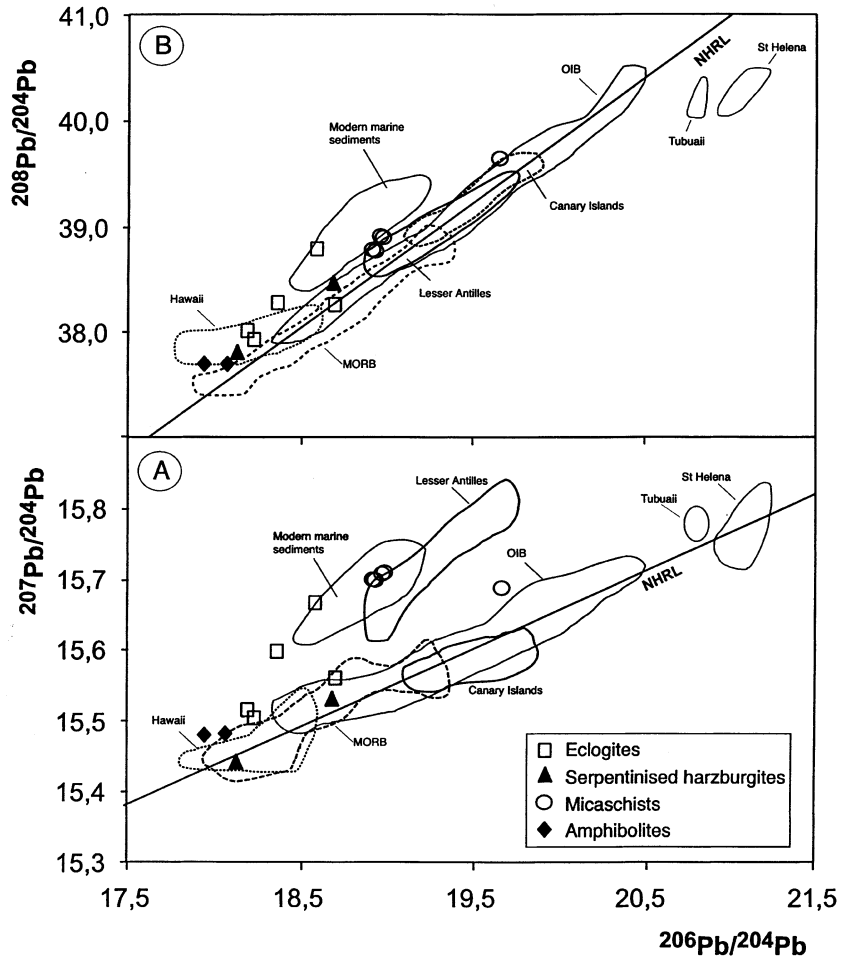 B
41,0
40,0
39,0
38,0
208Pb/204Pb
OIB
NHRL
St Helena
Tubuaii
Modern marine
sediments
Canary Islands
Lesser Antilles
Hawaii
MORB
A
15,8
15,7
15,6
15,5
15,4
15,3
207Pb/204Pb
Lesser Antilles
St Helena
Tubuaii
Modern marine
sediments
OIB
NHRL
Canary Islands
Hawaii
MORB
Eclogites
Serpentinised harzburgites
Micaschists
Amphibolites
17,5 18,5 19,5 20,5 21,5
206Pb/204Pb